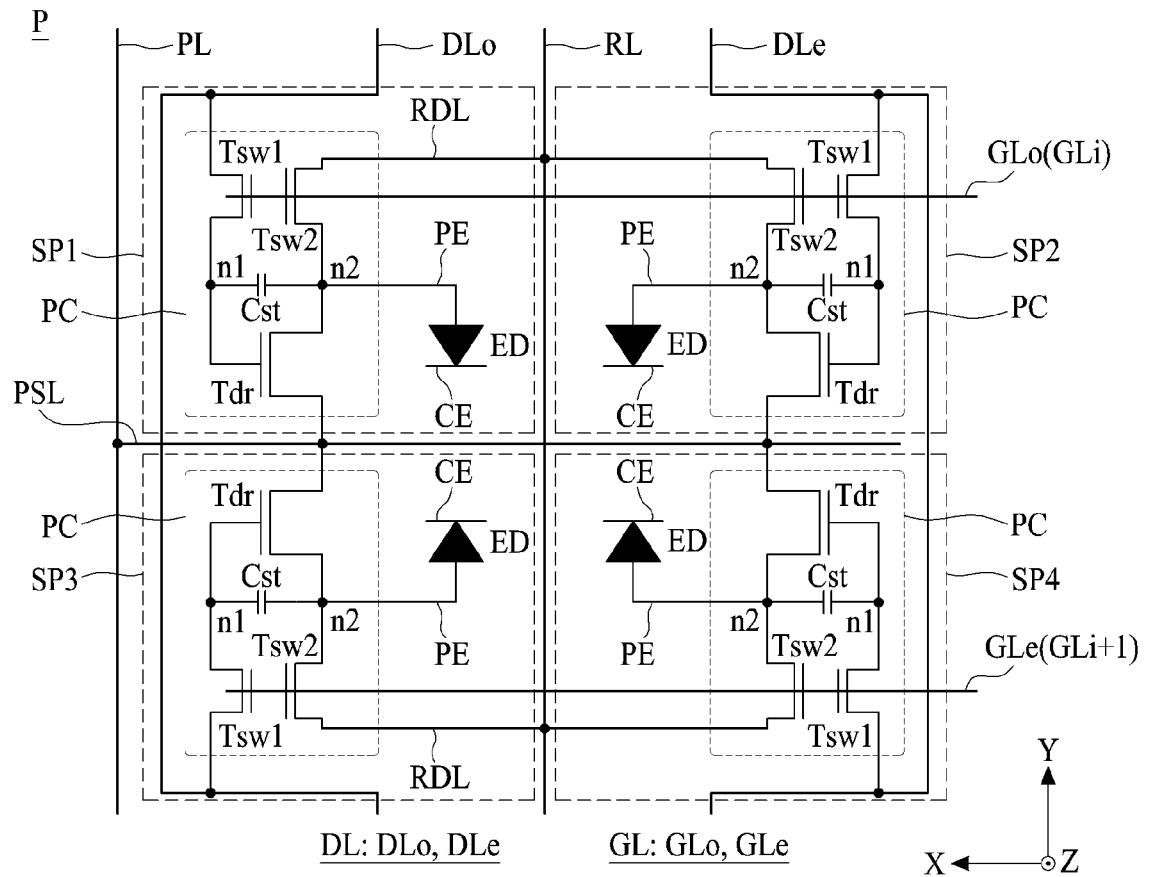 P
PL DLo RL DLe
RDL
Tsw1 Tsw1 GLo(GLi)
Tsw2 PE PE Tsw2
SP1 n1 n2 n2 n1 SP2
PC Cst Cst PC
ED ED
Tdr Tdr
PSL CE CE
CE CE
Tdr Tdr
PC ED ED PC
SP3 Cst Cst SP4
n1 n2 n2 n1
Tsw2 PE PE Tsw2
GLe(GLi+1)
Tsw1 Tsw1
RDL
Y
DL: DLo, DLe GL: GLo, GLe
X Z